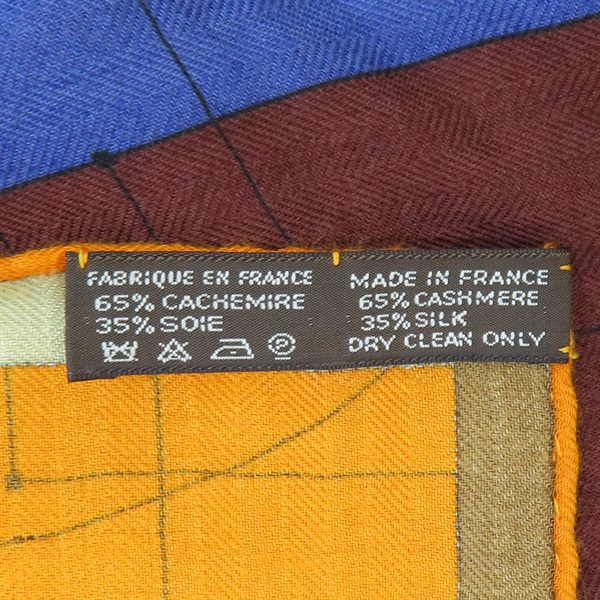 FABRIQUE EN FRANCE
65% CACHEMIRE
35% SOIE
P
MADE IN FRANCE
65% CASHMERE
35% SILK
DRY CLEAN ONLY